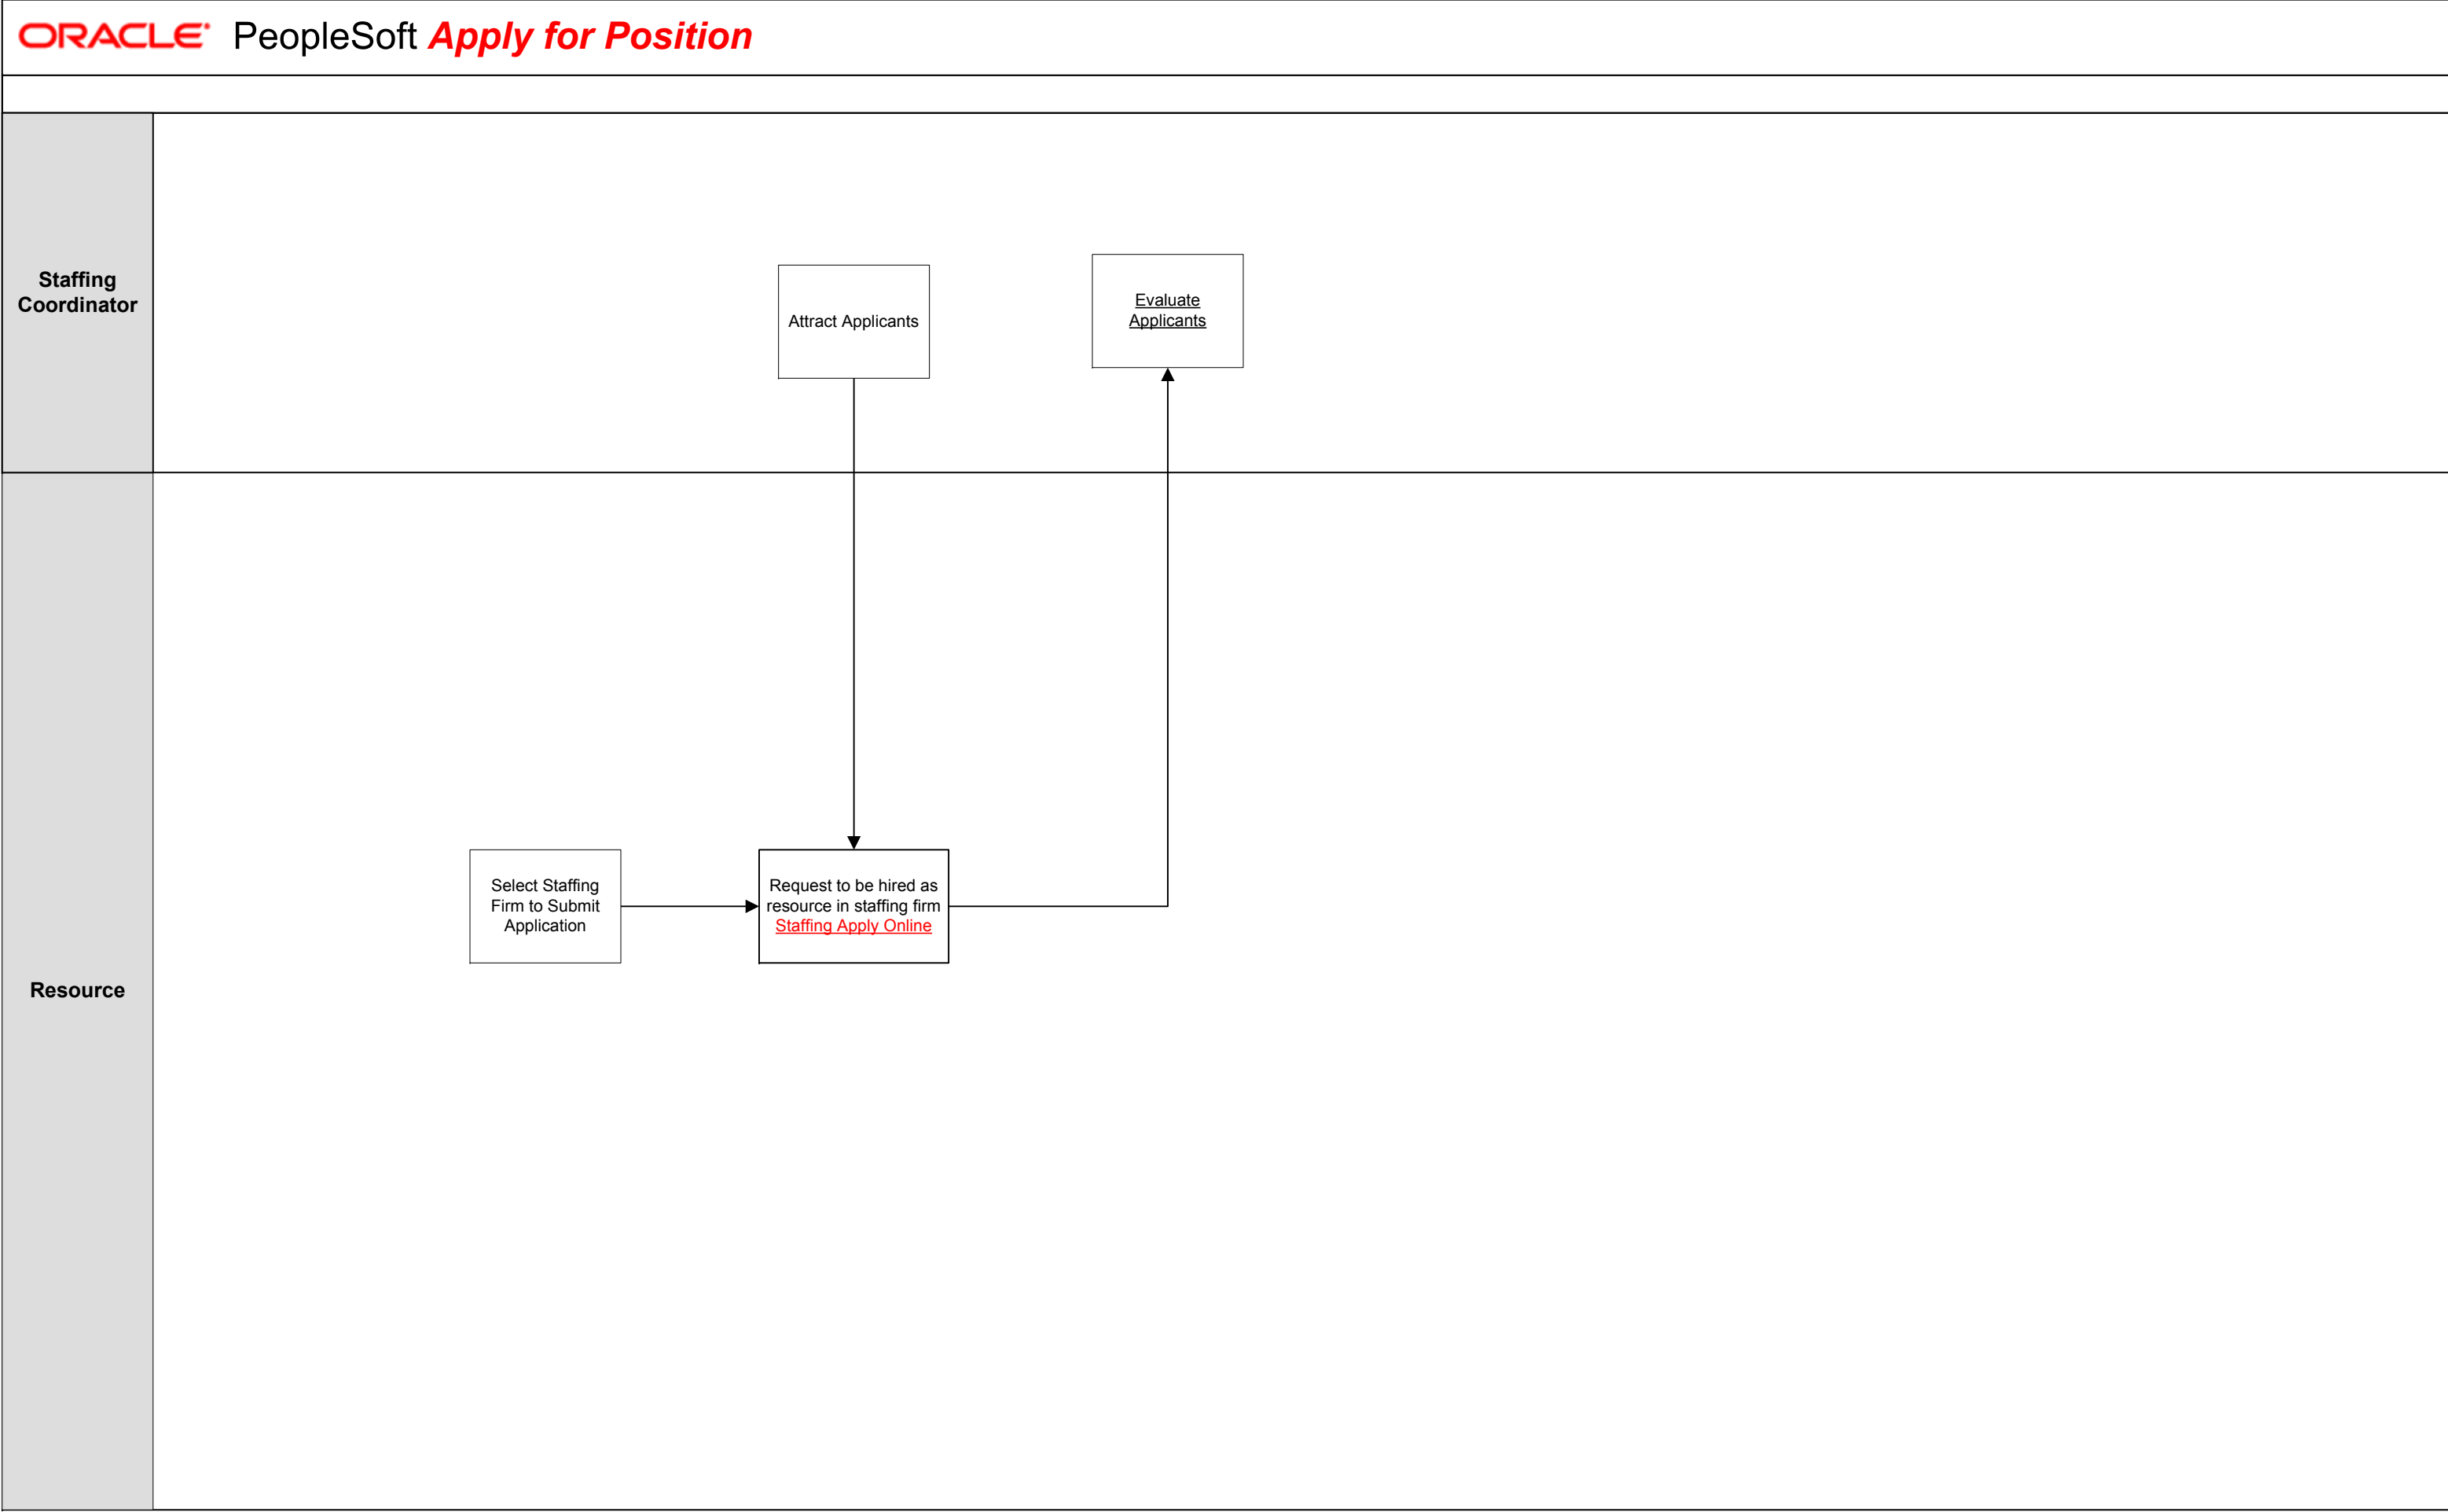 ORACLE PeopleSoft Apply for Position
Staffing
Coordinator
Attract Applicants
Evaluate
Applicants
Resource
Select Staffing
Firm to Submit
Application
Request to be hired as
resource in staffing firm
Staffing Apply Online